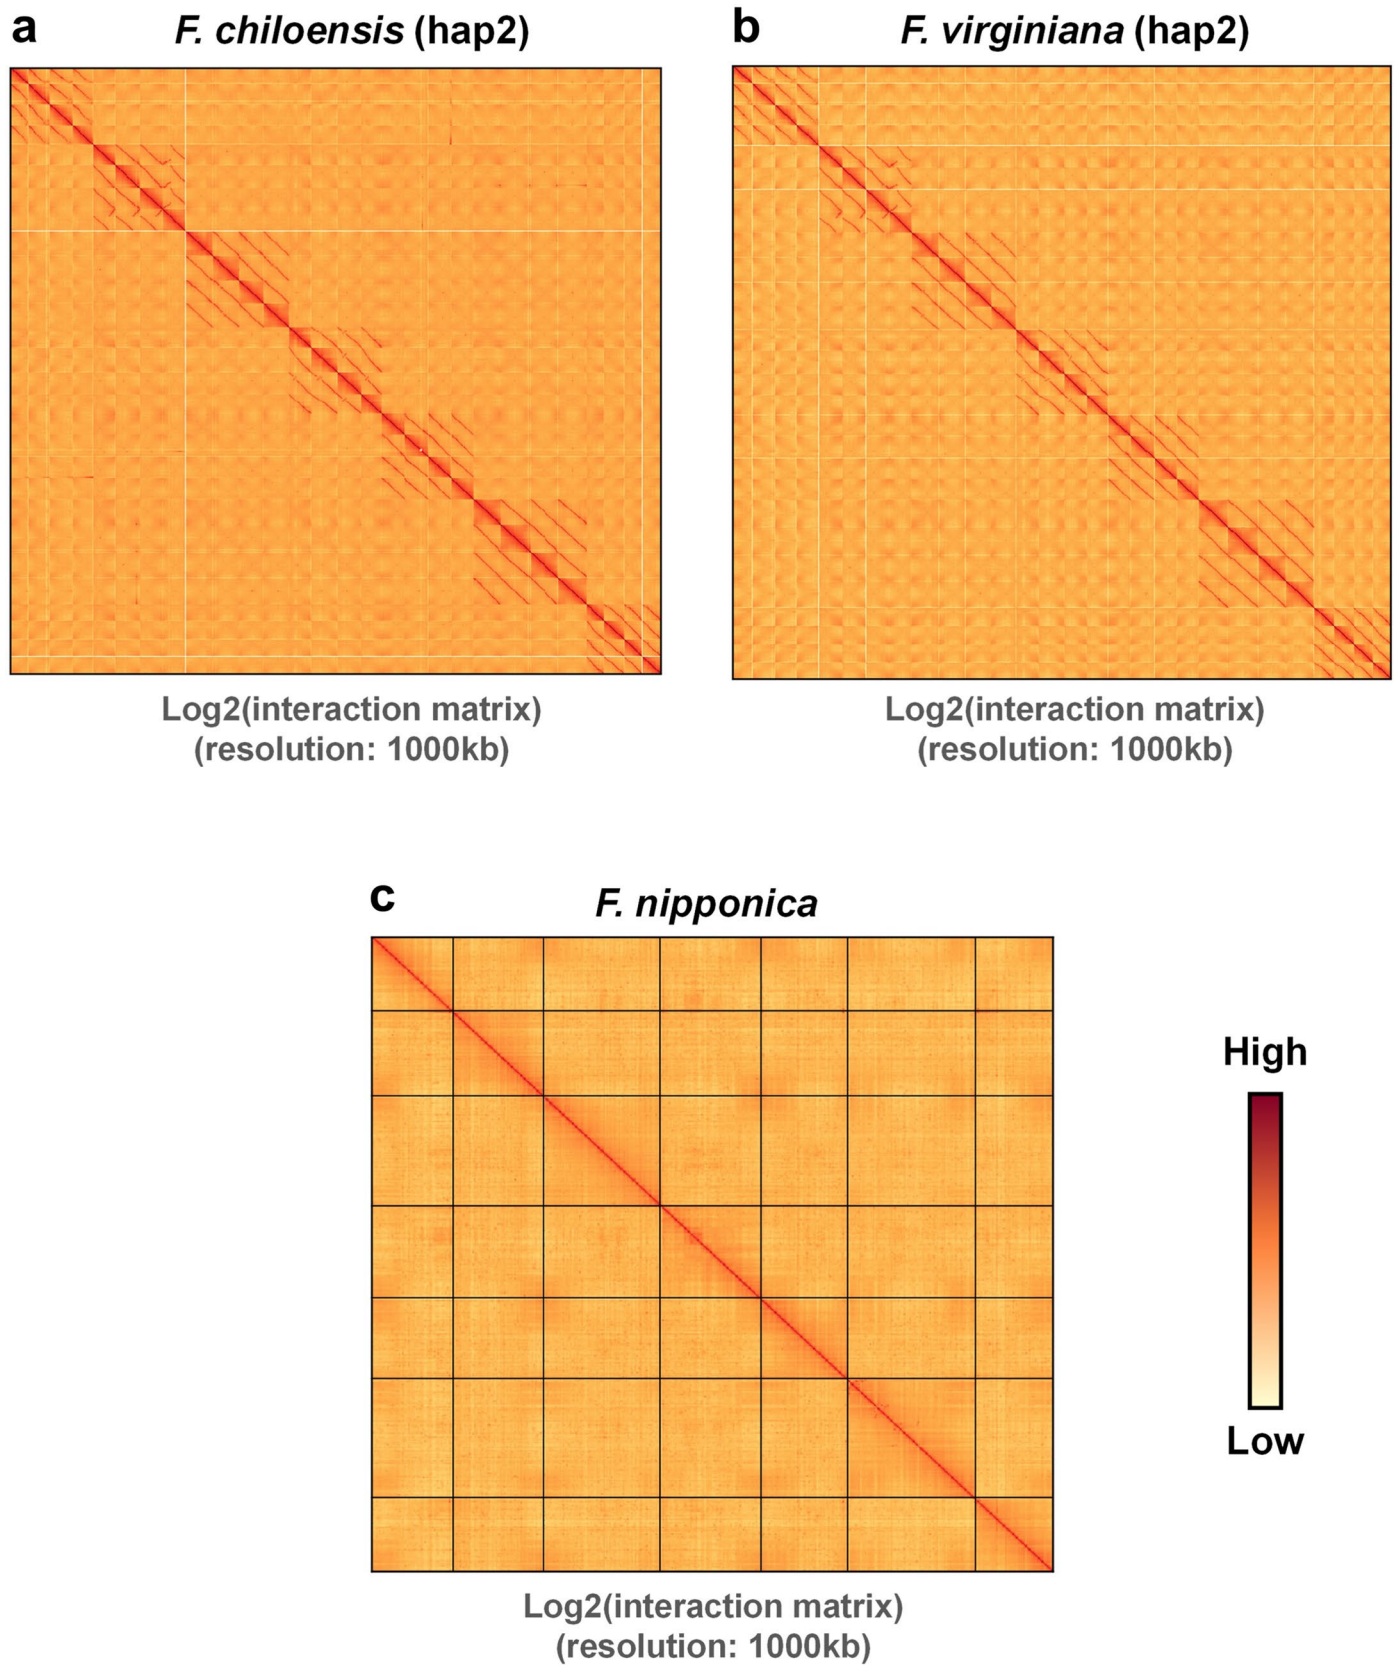 a
F. chiloensis (hap2)
b
F. virginiana (hap2)
Log2(interaction matrix)
(resolution: 1000kb)
Log2(interaction matrix)
(resolution: 1000kb)
c
F. nipponica
High
Low
Log2(interaction matrix)
(resolution: 1000kb)